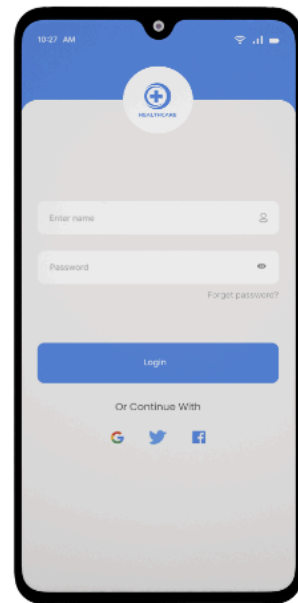 10:27 AM
HEALTHCARE
Enter name
Password
Forget password?
Login
Or Continue With